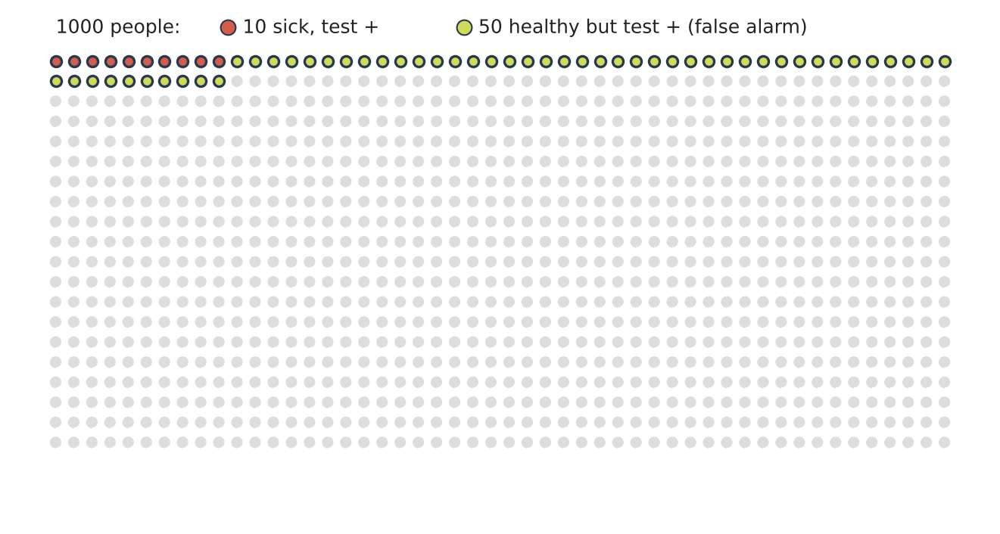 1000 people: 10 sick, test + 50 healthy but test + (false alarm)